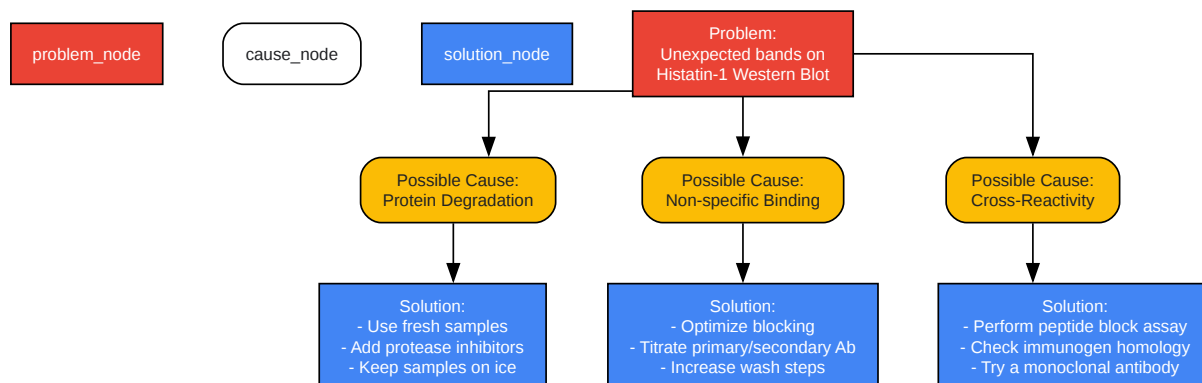 problem_node
cause_node
solution_node
Problem:
Unexpected bands on
Histatin-1 Western Blot
Possible Cause:
Protein Degradation
Possible Cause:
Non-specific Binding
Possible Cause:
Cross-Reactivity
Solution:
- Use fresh samples
- Add protease inhibitors
- Keep samples on ice
Solution:
- Optimize blocking
- Titrate primary/secondary Ab
- Increase wash steps
Solution:
- Perform peptide block assay
- Check immunogen homology
- Try a monoclonal antibody